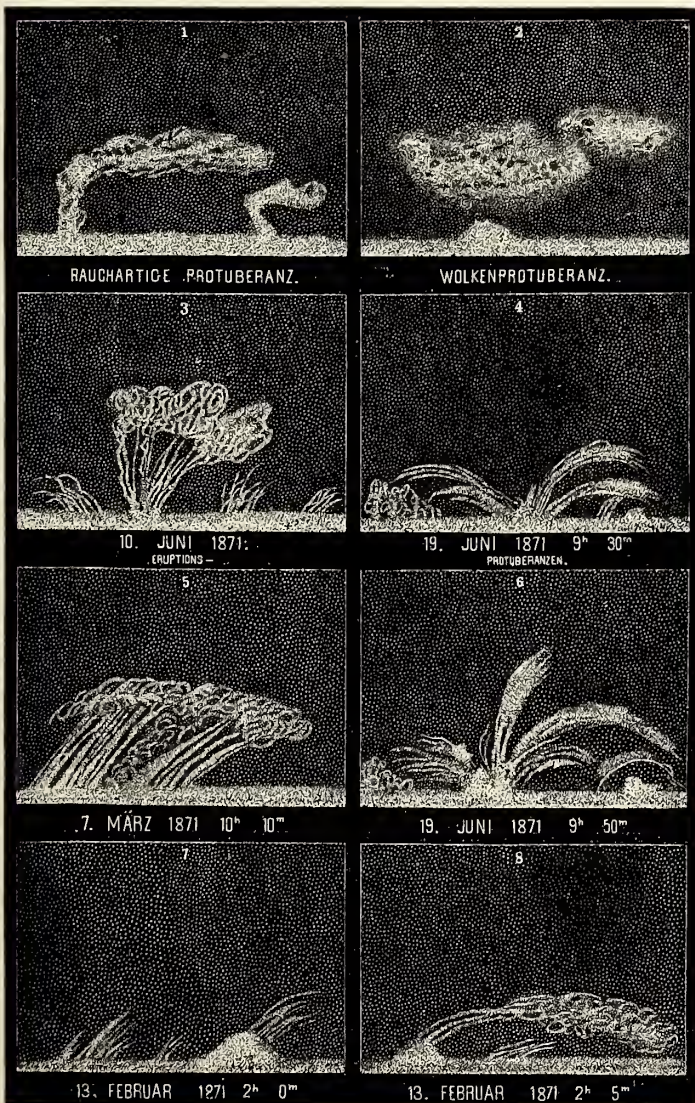 1
2
RAUCHARTIGE PROTUBERANZ.
WOLKENPROTUBERANZ.
3
4
10. JUNI 1871.
19. JUNI 1871 9ʰ 30ᵐ
ERUPTIONS–
PROTUBERANZEN.
5
6
7. MÄRZ 1871 10ʰ 10ᵐ
19. JUNI 1871 9ʰ 50ᵐ
7
8
13. FEBRUAR 1871 2ʰ 0ᵐ
13. FEBRUAR 1871 2ʰ 5ᵐ